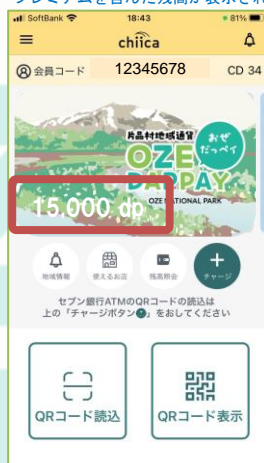 プレミアムを含んだ残高が表示され
SoftBank 18:43 81%
chiica
会員コード 12345678 CD 34
片品村地域通貨
おぜだっぺイ
OZE
DAPPAY
OZE NATIONAL PARK
15,000 dp
地域情報 使えるお店 残高照会 チャージ
セブン銀行ATMのQRコードの読込は
上の「チャージボタン」をおしてください
QRコード読込 QRコード表示